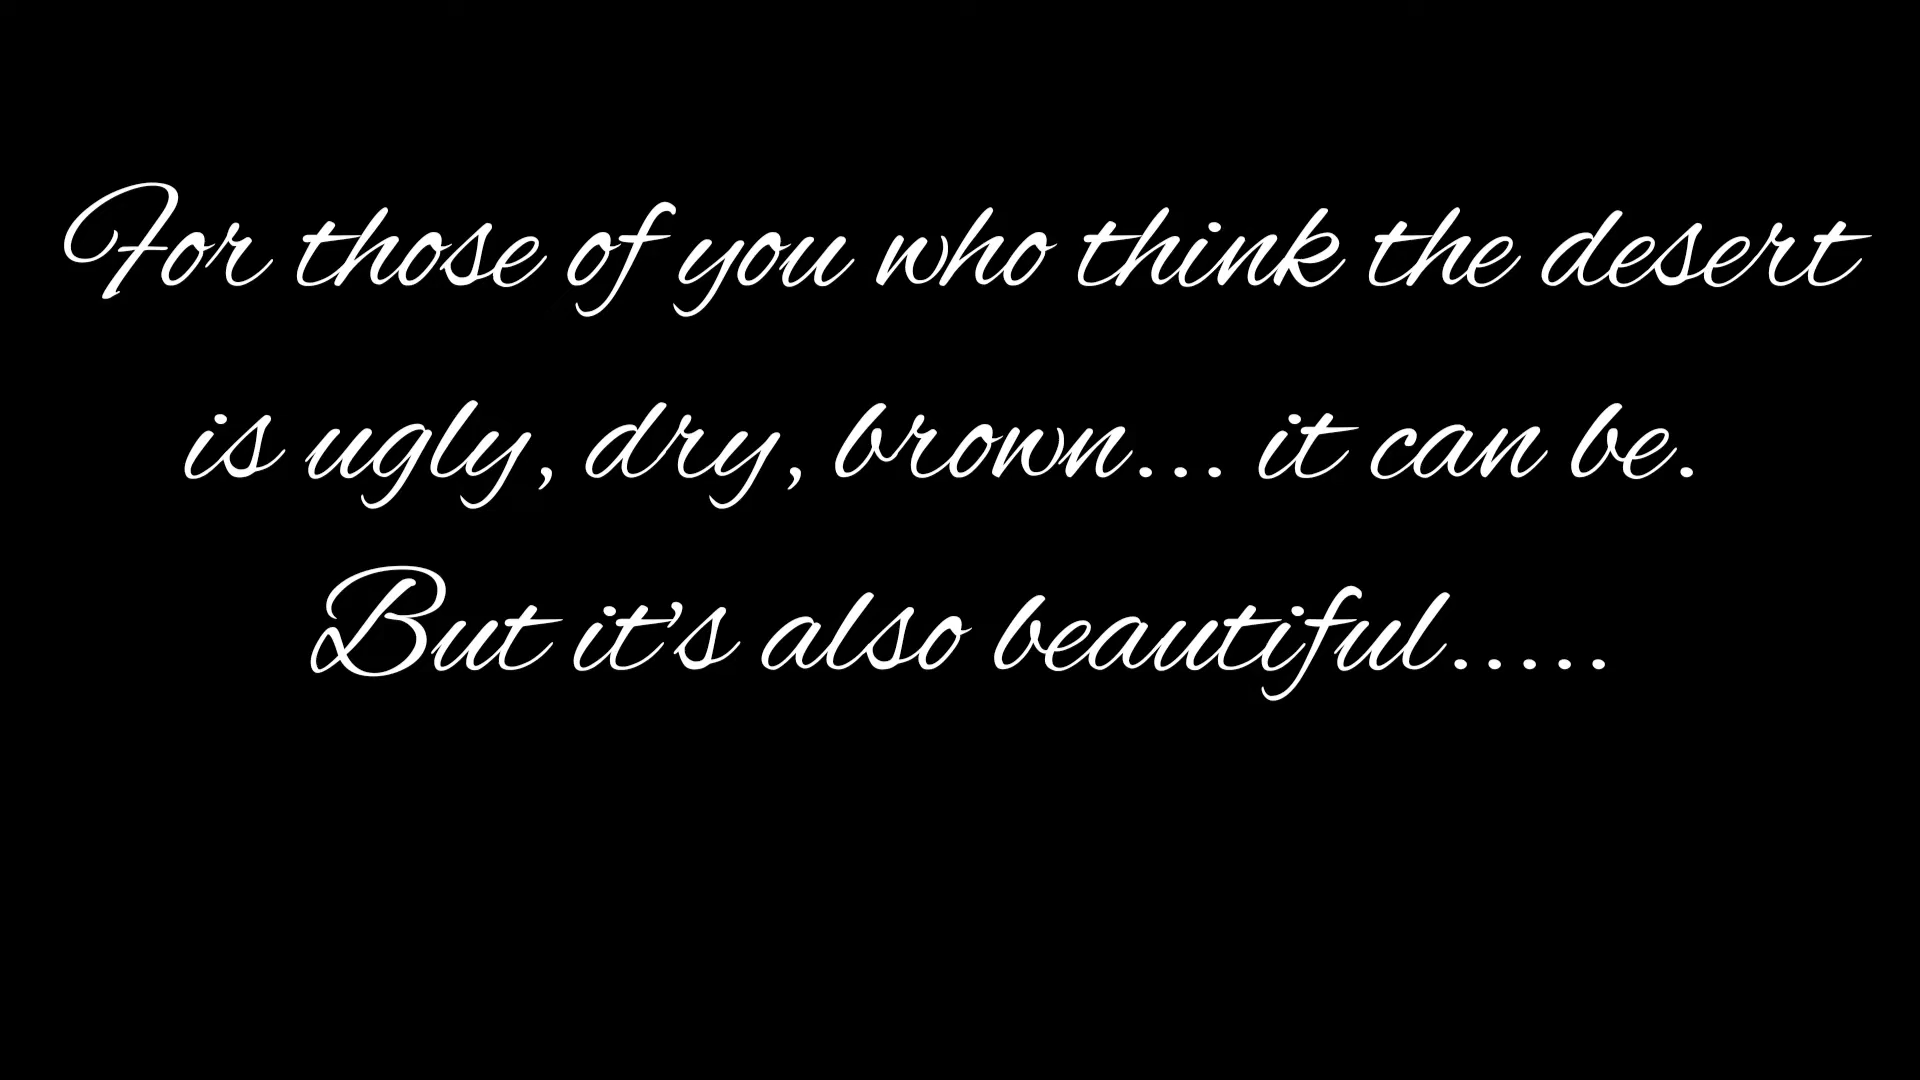 For those of you who think the desert
is ugly, dry, brown... it can be.
But it's also beautiful.....